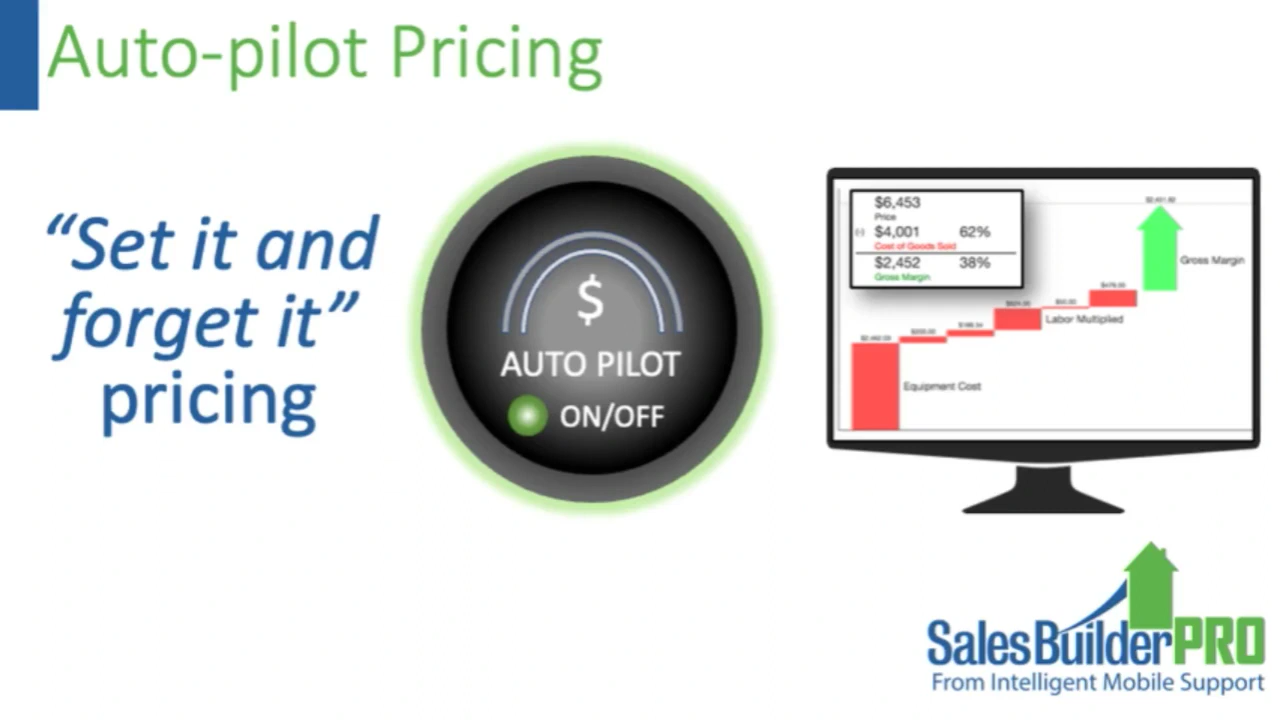 Auto-pilot Pricing
“Set it and
forget it”
pricing
$
AUTO PILOT
ON/OFF
$6,453
Price
(-) $4,001 62%
Cost of Goods Sold
$2,452 38%
Gross Margin
Gross Margin
Labor Multiplied
Equipment Cost
SalesBuilderPRO
From Intelligent Mobile Support